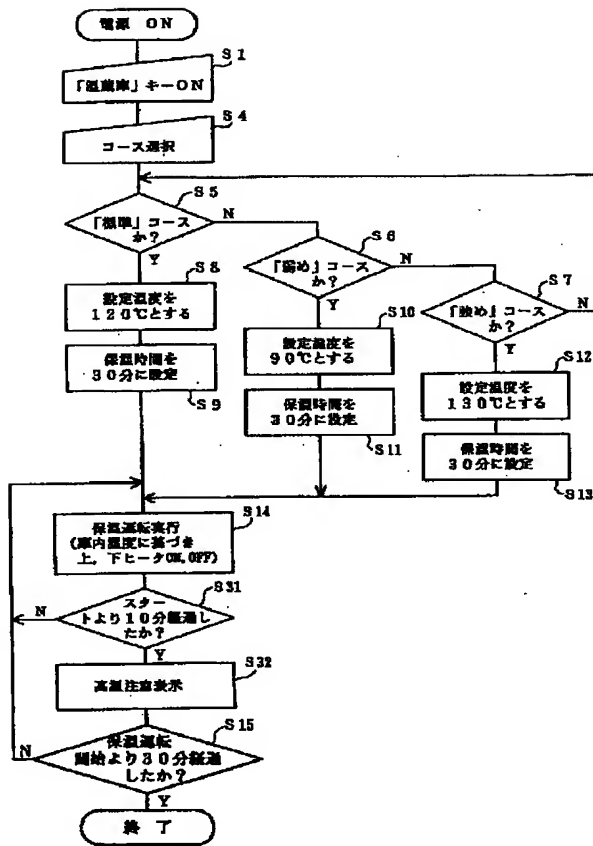 電源 ON
S1
「温蔵庫」キーON
S4
コース選択
S5
「標準」コース
か?
N
Y
S6
「弱め」コース
か?
N
Y
S7
「強め」コース
か?
N
Y
S8
設定温度を
120℃とする
保温時間を
30分に設定
S9
S10
設定温度を
90℃とする
保温時間を
30分に設定
S11
S12
設定温度を
130℃とする
保温時間を
30分に設定
S13
S14
保温運転実行
(庫内温度に基づき
上,下ヒータON,OFF)
S31
スター
トより10分経過し
たか?
N
Y
S32
高温注意表示
S15
保温運転
開始より30分経過
したか?
N
Y
終 了